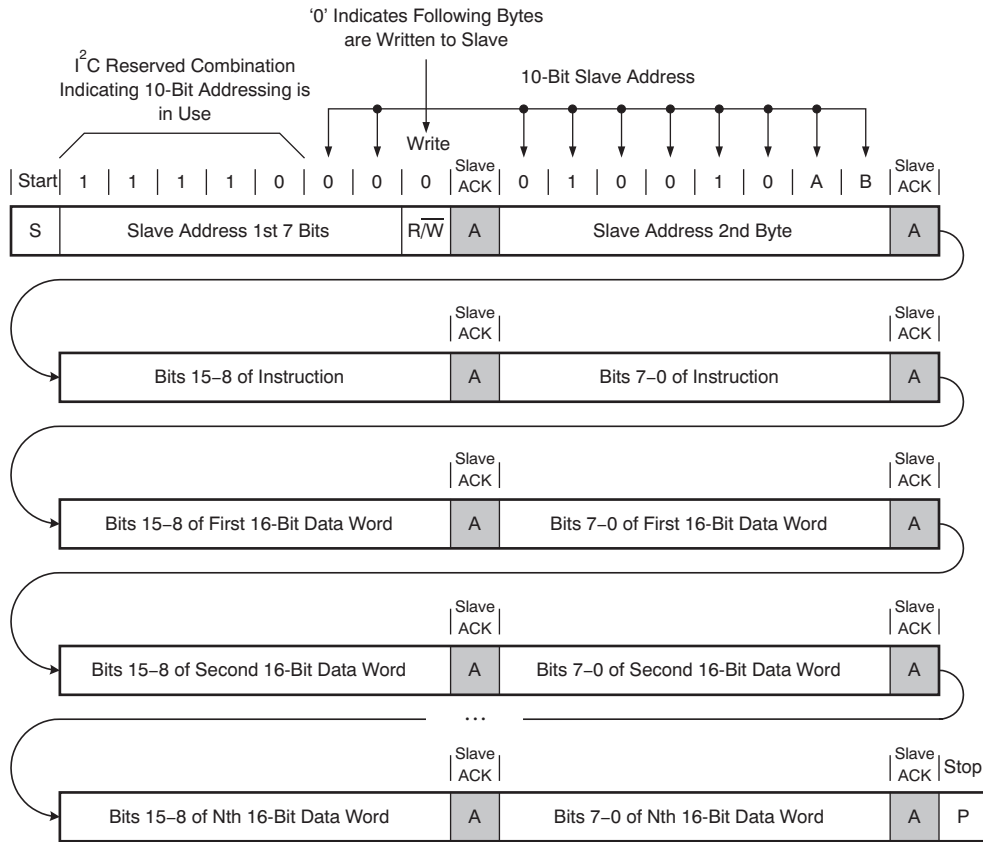 ‘0’ Indicates Following Bytes
are Written to Slave
I2C Reserved Combination
Indicating 10-Bit Addressing is
in Use
10-Bit Slave Address
Write
Start 1 1 1 1 0 0 0 0 Slave ACK 0 1 0 0 1 0 A B Slave ACK
S Slave Address 1st 7 Bits R/W A Slave Address 2nd Byte A
Slave ACK Slave ACK
Bits 15–8 of Instruction A Bits 7–0 of Instruction A
Slave ACK Slave ACK
Bits 15–8 of First 16-Bit Data Word A Bits 7–0 of First 16-Bit Data Word A
Slave ACK Slave ACK
Bits 15–8 of Second 16-Bit Data Word A Bits 7–0 of Second 16-Bit Data Word A
...
Slave ACK Slave ACK Stop
Bits 15–8 of Nth 16-Bit Data Word A Bits 7–0 of Nth 16-Bit Data Word A P